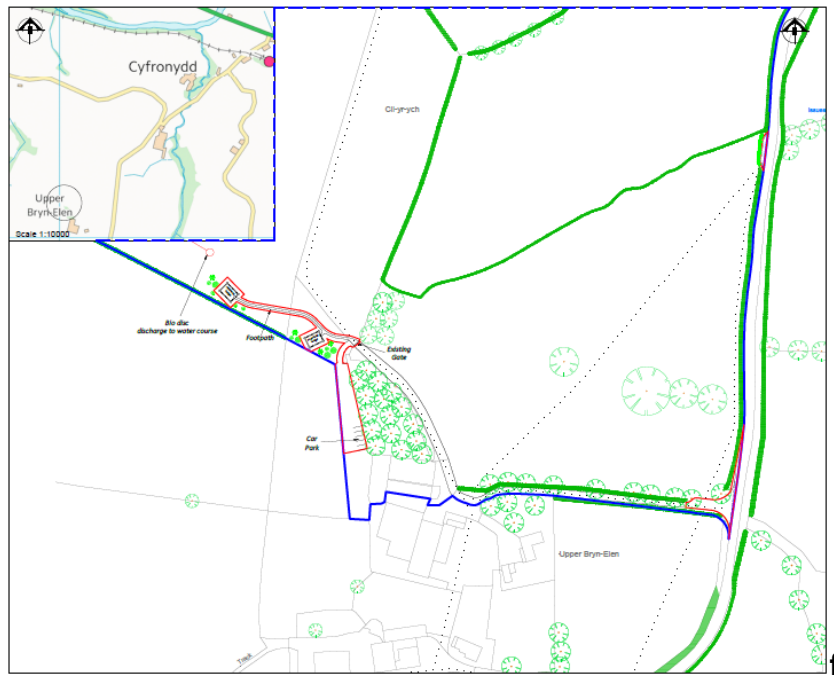 Cyfronydd
Upper
Bryn-Elen
Scale 1:10000
Cil-yr-ych
Issues
Bio disc
discharge to water course
Footpath
Existing
Gate
Car
Park
Upper Bryn-Elen
Track
f